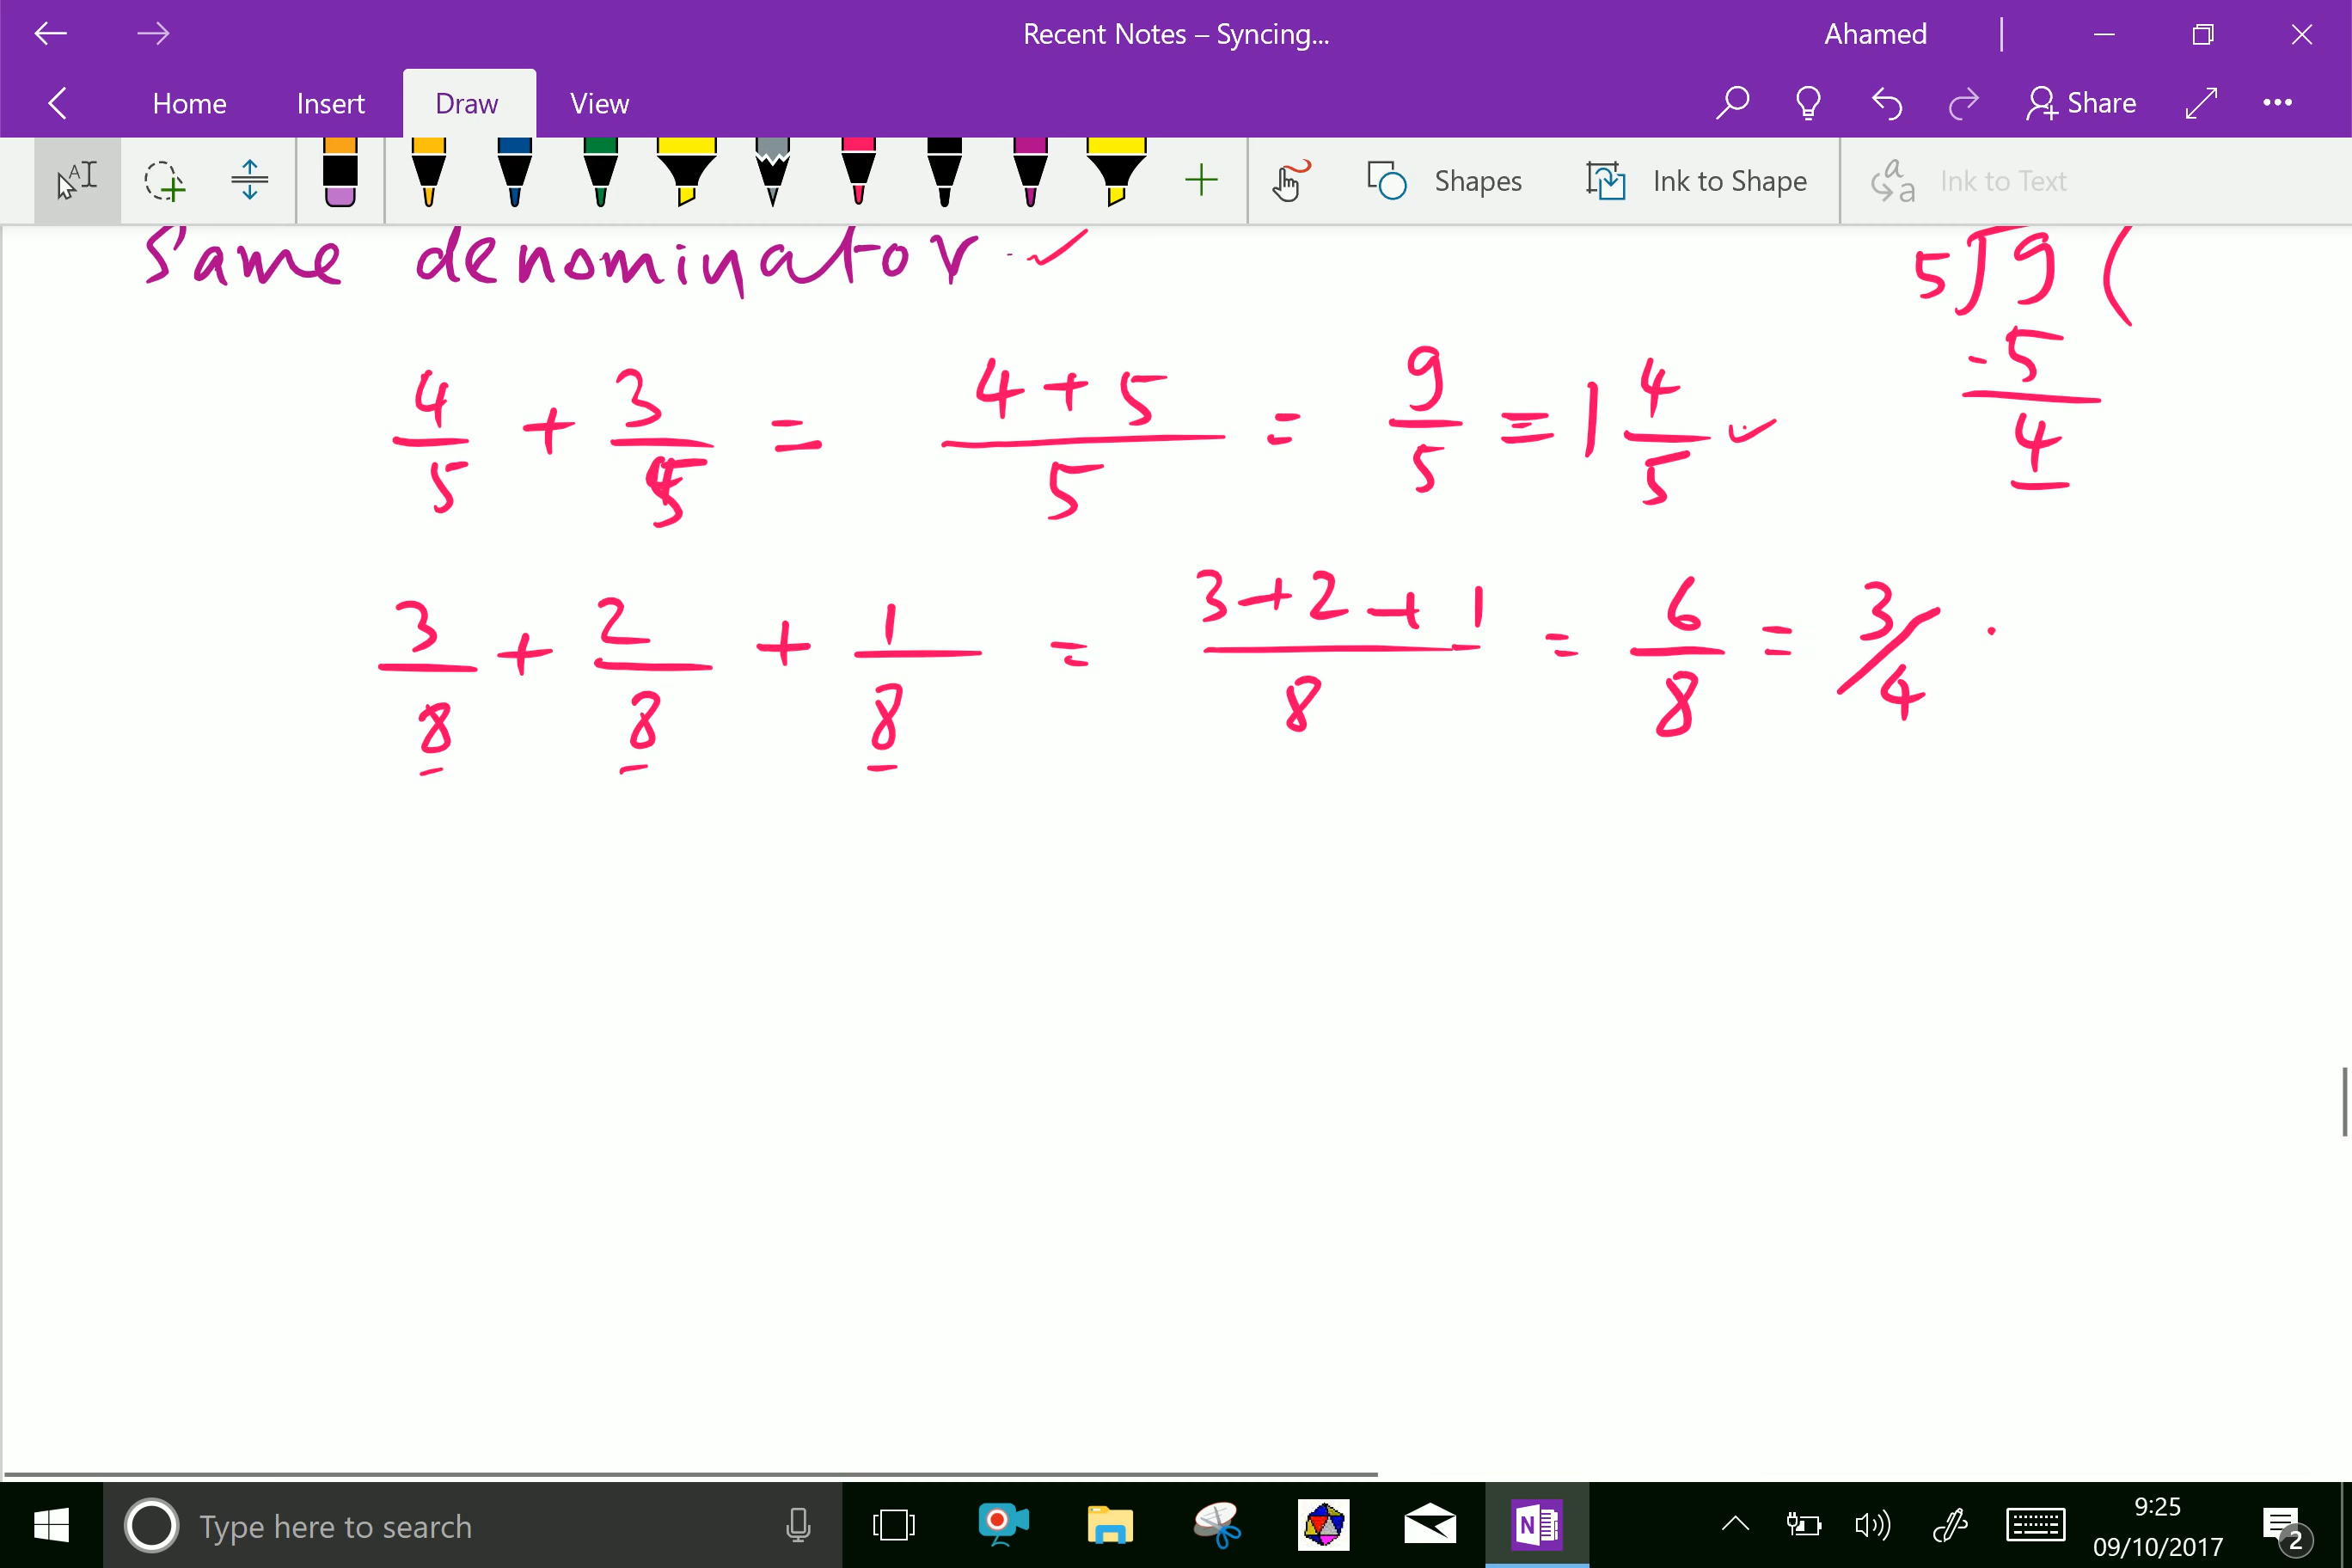 Recent Notes – Syncing...
Ahamed
Home Insert Draw View Share
Shapes Ink to Shape Ink to Text
Same denominator
5 9 (
-5
4
4/5 + 3/5 = 4+5/5 = 9/5 = 1 4/5
3/8 + 2/8 + 1/8 = 3+2+1/8 = 6/8 = 3/4 .
Type here to search
9:25
09/10/2017
2